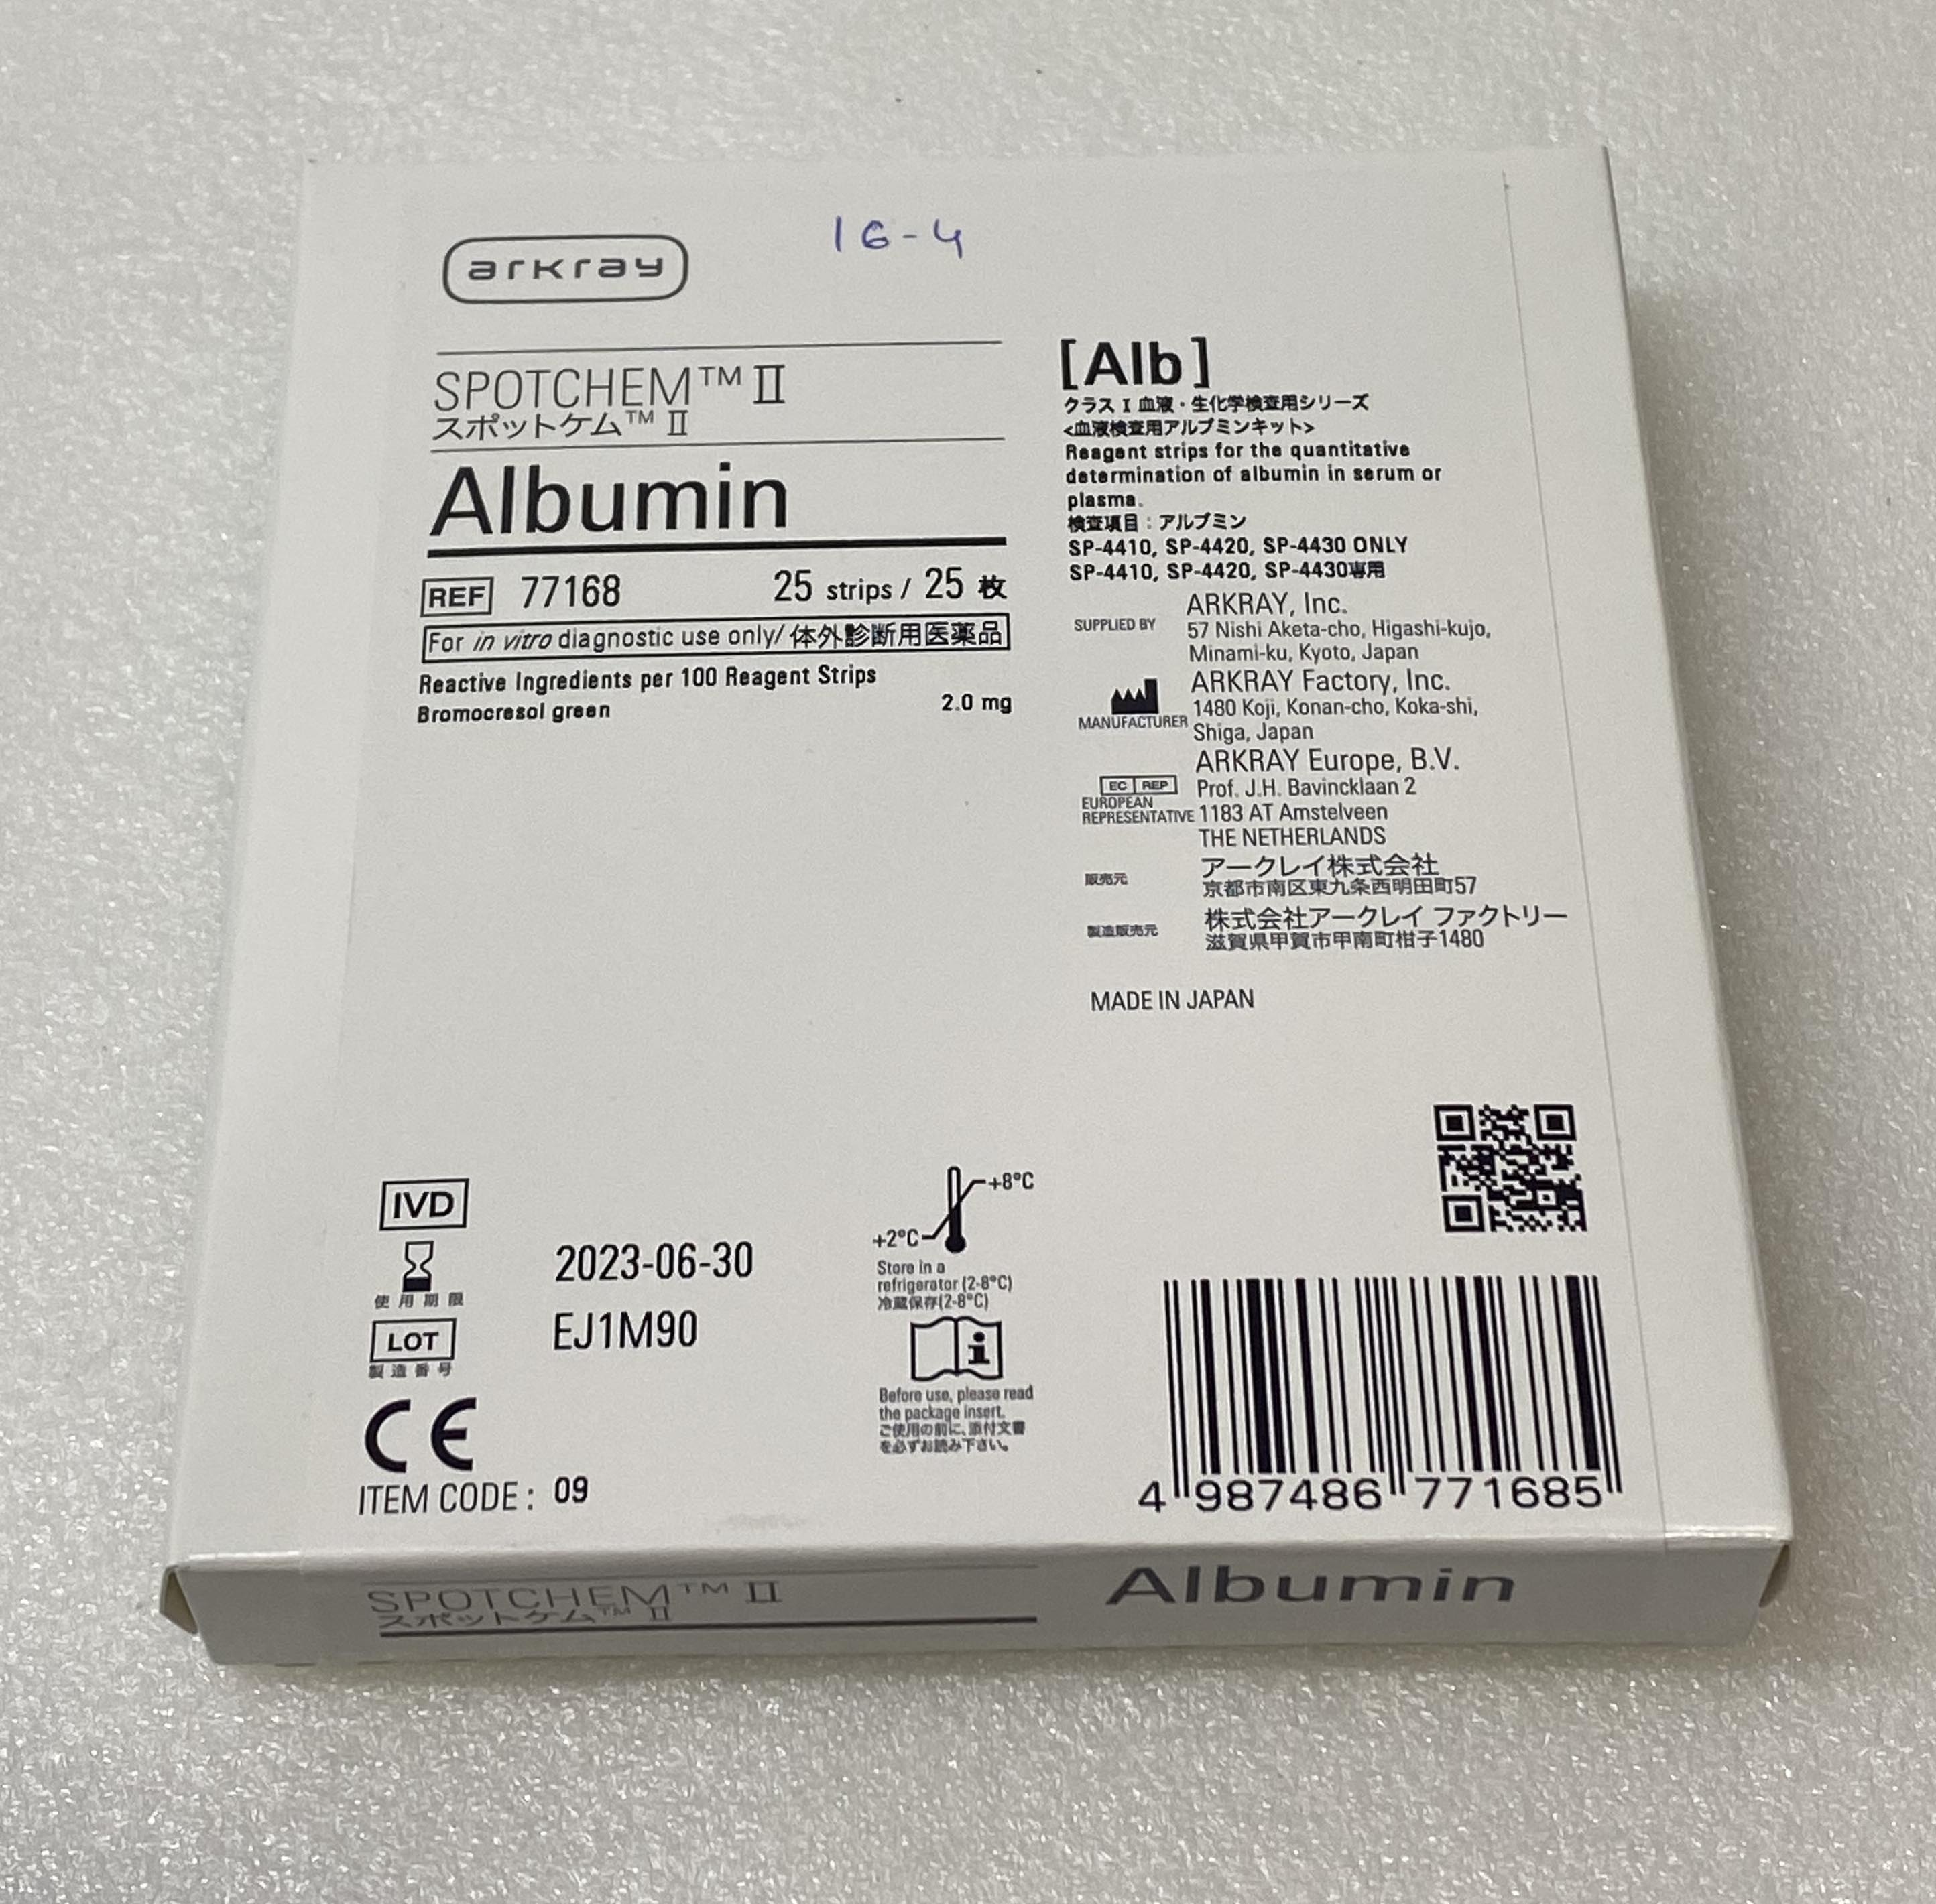 16-4
arkray
SPOTCHEM™ II
スポットケム™ II
Albumin
REF 77168 25 strips / 25 枚
For in vitro diagnostic use only/ 体外診断用医薬品
Reactive Ingredients per 100 Reagent Strips
Bromocresol green 2.0 mg
[Alb]
クラス I 血液・生化学検査用シリーズ
<血液検査用アルブミンキット>
Reagent strips for the quantitative
determination of albumin in serum or
plasma.
検査項目：アルブミン
SP-4410, SP-4420, SP-4430 ONLY
SP-4410, SP-4420, SP-4430専用
SUPPLIED BY
ARKRAY, Inc.
57 Nishi Aketa-cho, Higashi-kujo,
Minami-ku, Kyoto, Japan
MANUFACTURER
ARKRAY Factory, Inc.
1480 Koji, Konan-cho, Koka-shi,
Shiga, Japan
EC REP
EUROPEAN
REPRESENTATIVE
ARKRAY Europe, B.V.
Prof. J.H. Bavincklaan 2
1183 AT Amstelveen
THE NETHERLANDS
販売元
アークレイ株式会社
京都市南区東九条西明田町57
製造販売元
株式会社アークレイ ファクトリー
滋賀県甲賀市甲南町柑子1480
MADE IN JAPAN
IVD
使用期限
2023-06-30
LOT
製造番号
EJ1M90
CE
ITEM CODE : 09
+8°C
+2°C
Store in a
refrigerator (2-8°C)
冷蔵保存(2-8°C)
Before use, please read
the package insert.
ご使用の前に、添付文書
を必ずお読み下さい。
4 987486 771685
SPOTCHEM™ II
スポットケム™ II
Albumin